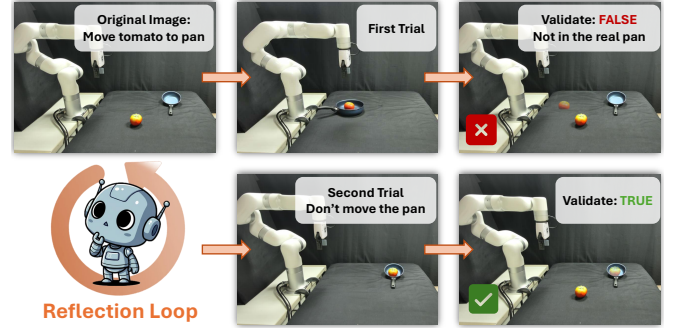 Original Image:
Move tomato to pan
First Trial
Validate: FALSE
Not in the real pan
Second Trial
Don't move the pan
Validate: TRUE
Reflection Loop